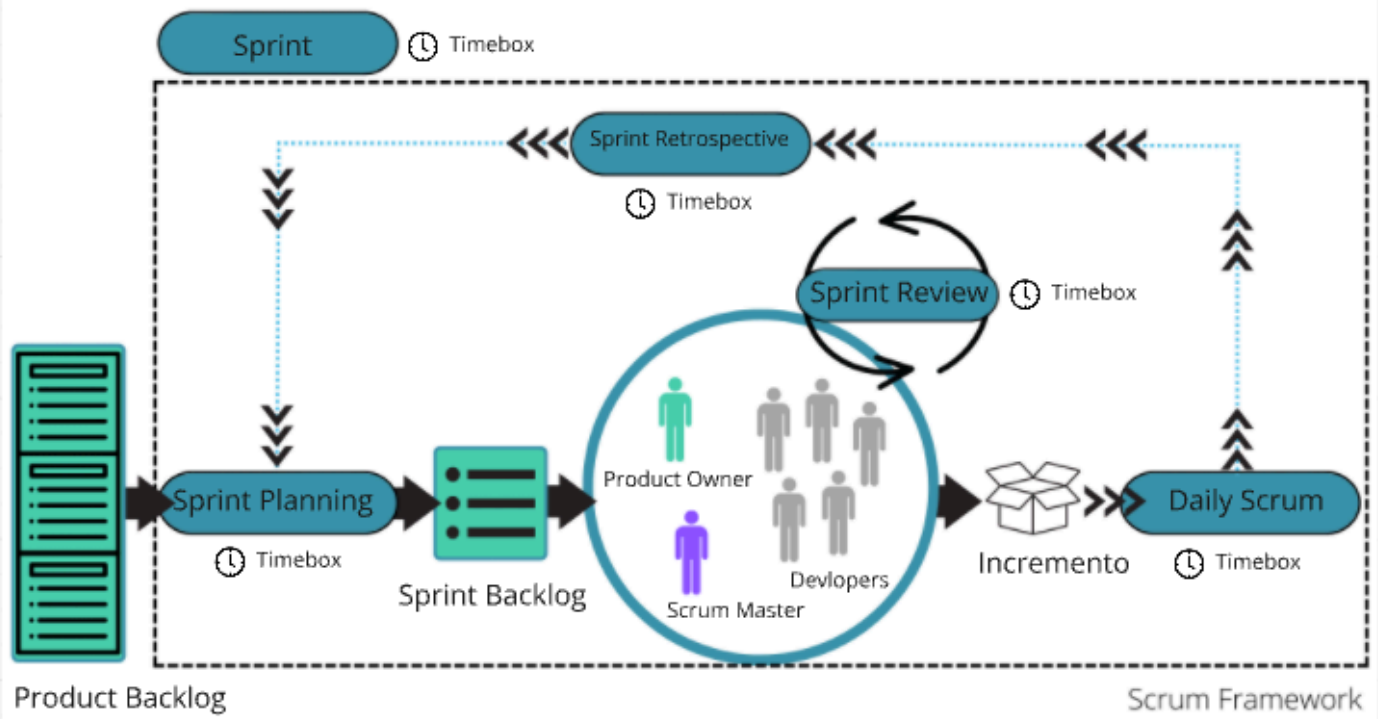 Sprint
Timebox
Sprint Retrospective
Timebox
Sprint Review
Timebox
Product Owner
Sprint Planning
Daily Scrum
Timebox
Incremento
Timebox
Devlopers
Sprint Backlog
Scrum Master
Product Backlog
Scrum Framework